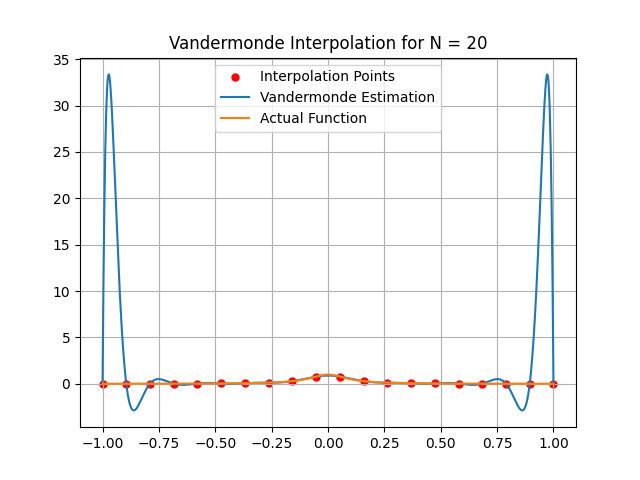 Vandermonde Interpolation for N = 20
Interpolation Points
Vandermonde Estimation
Actual Function
35
30
25
20
15
10
5
0
−1.00 −0.75 −0.50 −0.25 0.00 0.25 0.50 0.75 1.00